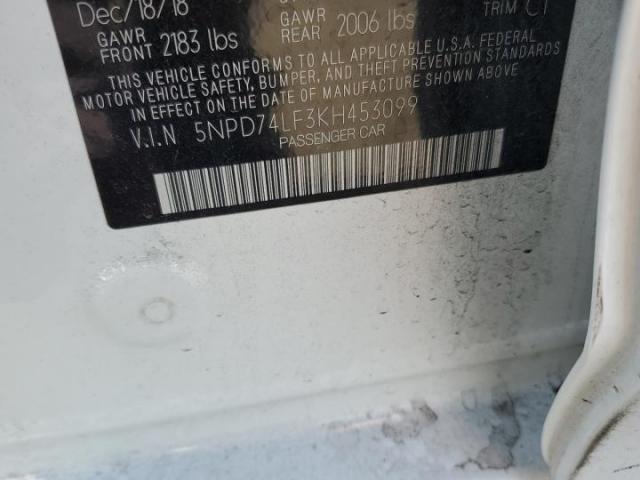 Dec/18/18
GAWR FRONT 2183 lbs GAWR REAR 2006 lbs TRIM CT
THIS VEHICLE CONFORMS TO ALL APPLICABLE U.S.A. FEDERAL
MOTOR VEHICLE SAFETY, BUMPER, AND THEFT PREVENTION STANDARDS
IN EFFECT ON THE DATE OF MANUFACTURE SHOWN ABOVE
V.I.N 5NPD74LF3KH453099
PASSENGER CAR